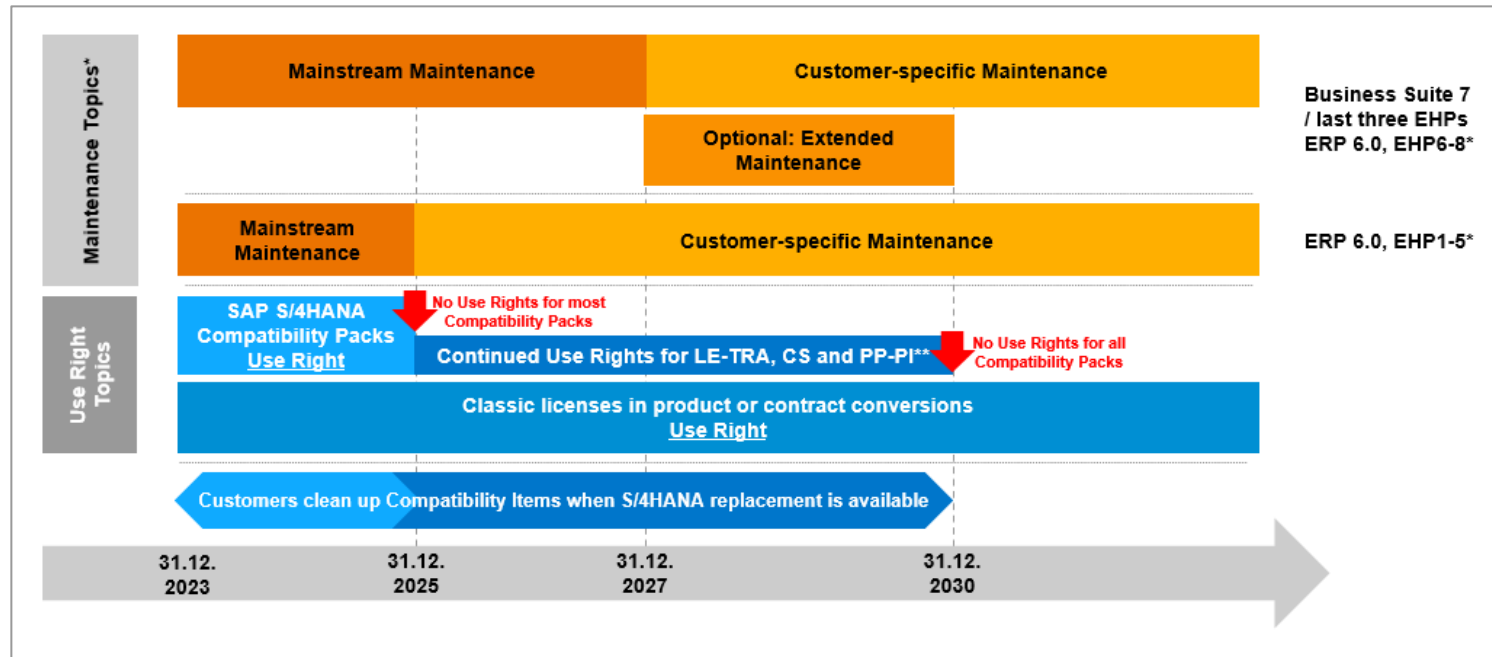 Maintenance Topics*
Mainstream Maintenance
Customer-specific Maintenance
Optional: Extended
Maintenance
Business Suite 7
/ last three EHPs
ERP 6.0, EHP6-8*
Mainstream
Maintenance
Customer-specific Maintenance
ERP 6.0, EHP1-5*
Use Right
Topics
SAP S/4HANA
Compatibility Packs
Use Right
No Use Rights for most
Compatibility Packs
Continued Use Rights for LE-TRA, CS and PP-PI**
No Use Rights for all
Compatibility Packs
Classic licenses in product or contract conversions
Use Right
Customers clean up Compatibility Items when S/4HANA replacement is available
31.12.
2023
31.12.
2025
31.12.
2027
31.12.
2030